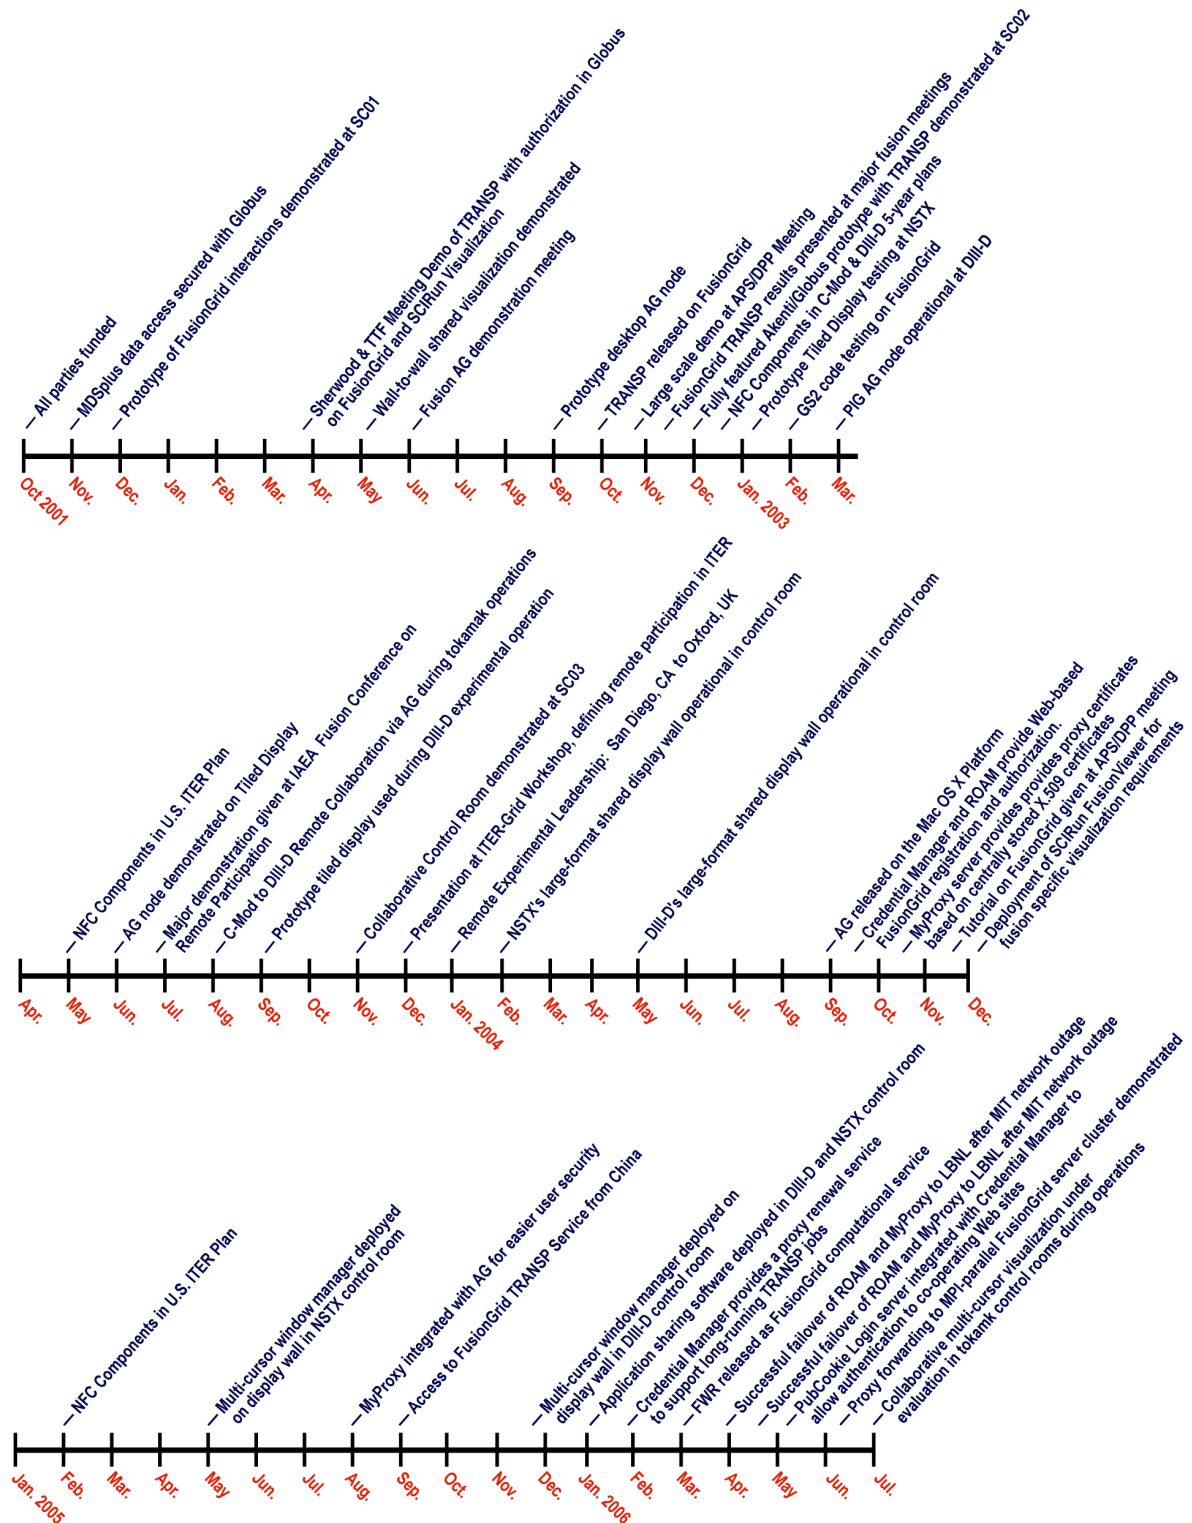 — All parties funded
— MDSplus data access secured with Globus
— Prototype of FusionGrid interactions demonstrated at SC01
— Sherwood & TTF Meeting Demo of TRANSP with authorization in Globus
on FusionGrid and SCIRun Visualization
— Wall-to-wall shared visualization demonstrated
— Fusion AG demonstration meeting
— Prototype desktop AG node
— TRANSP released on FusionGrid
— Large scale demo at APS/DPP Meeting
— FusionGrid TRANSP results presented at major fusion meetings
— Fully featured Akenti/Globus prototype with TRANSP demonstrated at SC02
— NFC Components in C-Mod & DIII-D 5-year plans
— Prototype Tiled Display testing at NSTX
— GS2 code testing on FusionGrid
— PIG AG node operational at DIII-D
Oct 2001
Nov.
Dec.
Jan.
Feb.
Mar.
Apr.
May
Jun.
Jul.
Aug.
Sep.
Oct.
Nov.
Dec.
Jan. 2003
Feb.
Mar.
— NFC Components in U.S. ITER Plan
— AG node demonstrated on Tiled Display
— Major demonstration given at IAEA Fusion Conference on
Remote Participation
— C-Mod to DIII-D Remote Collaboration via AG during tokamak operations
— Prototype tiled display used during DIII-D experimental operation
— Collaborative Control Room demonstrated at SC03
— Presentation at ITER-Grid Workshop, defining remote participation in ITER
— Remote Experimental Leadership: San Diego, CA to Oxford, UK
— NSTX's large-format shared display wall operational in control room
— DIII-D's large-format shared display wall operational in control room
— AG released on the Mac OS X Platform
— Credential Manager and ROAM provide Web-based
FusionGrid registration and authorization.
— MyProxy server provides proxy certificates
based on centrally stored X.509 certificates
— Tutorial on FusionGrid given at APS/DPP meeting
— Deployment of SCIRun FusionViewer for
fusion specific visualization requirements
Apr.
May
Jun.
Jul.
Aug.
Sep.
Oct.
Nov.
Dec.
Jan. 2004
Feb.
Mar.
Apr.
May
Jun.
Jul.
Aug.
Sep.
Oct.
Nov.
Dec.
— NFC Components in U.S. ITER Plan
— Multi-cursor window manager deployed
on display wall in NSTX control room
— MyProxy integrated with AG for easier user security
— Access to FusionGrid TRANSP Service from China
— Multi-cursor window manager deployed on
display wall in DIII-D control room
— Application sharing software deployed in DIII-D and NSTX control room
— Credential Manager provides a proxy renewal service
to support long-running TRANSP jobs
— FWR released as FusionGrid computational service
— Successful failover of ROAM and MyProxy to LBNL after MIT network outage
— Successful failover of ROAM and MyProxy to LBNL after MIT network outage
— PubCookie Login server integrated with Credential Manager to
allow authentication to co-operating Web sites
— Proxy forwarding to MPI-parallel FusionGrid server cluster demonstrated
— Collaborative multi-cursor visualization under
evaluation in tokamk control rooms during operations
Jan. 2005
Feb.
Mar.
Apr.
May
Jun.
Jul.
Aug.
Sep.
Oct.
Nov.
Dec.
Jan. 2006
Feb.
Mar.
Apr.
May
Jun.
Jul.